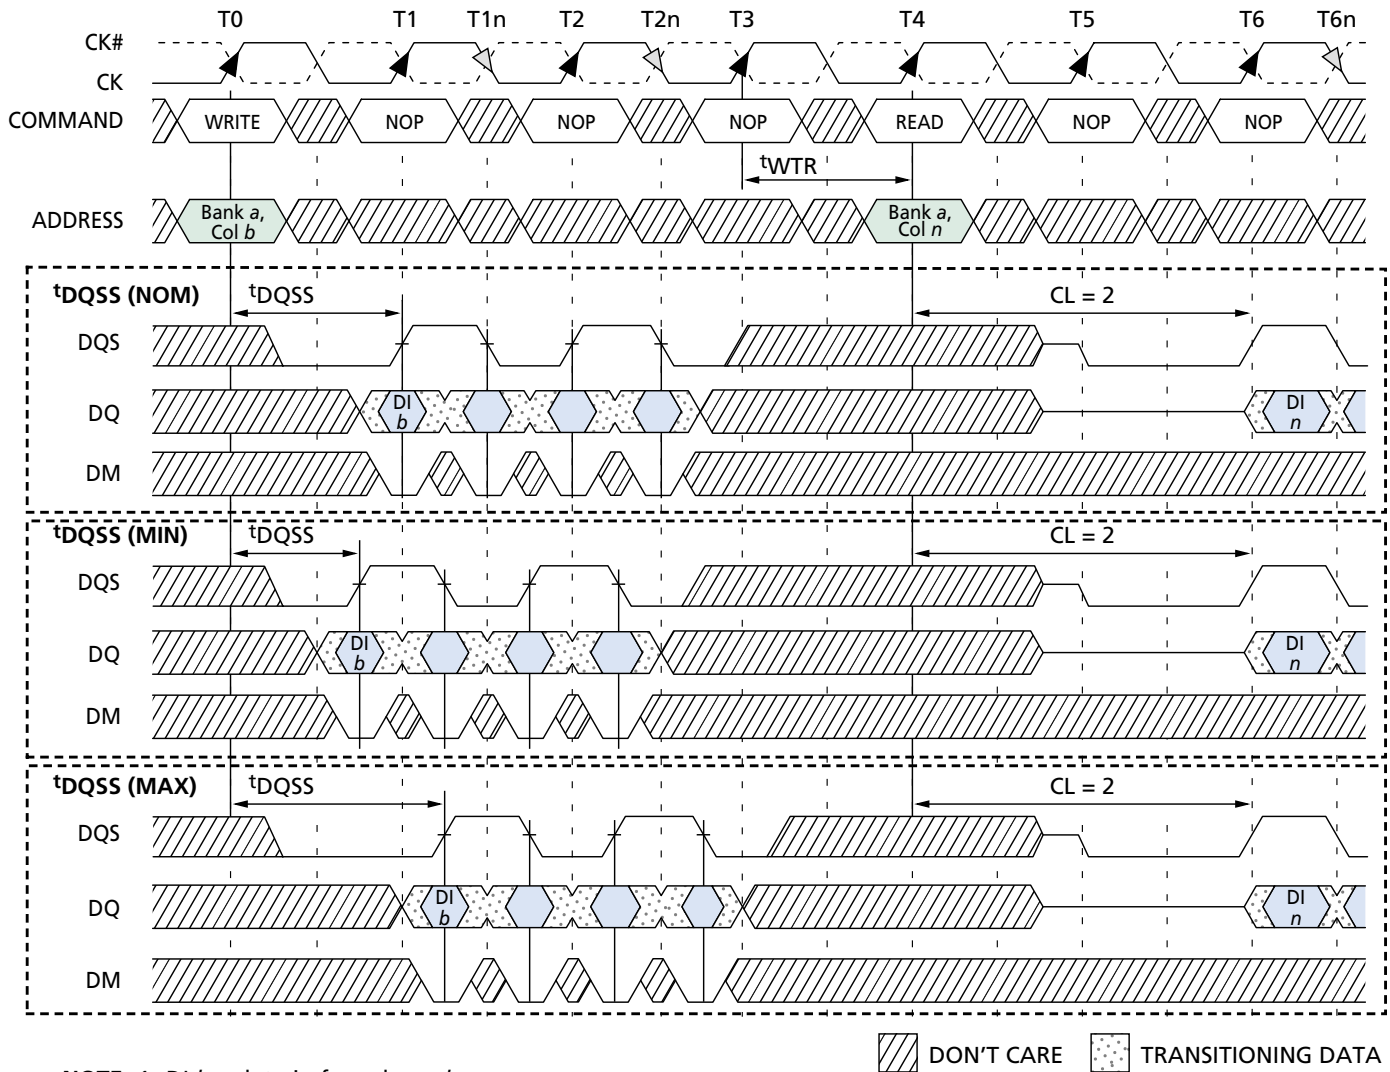 T0 T1 T1n T2 T2n T3 T4 T5 T6 T6n
CK#
CK
COMMAND WRITE NOP NOP NOP READ NOP NOP
tWTR
ADDRESS Bank a, Col b Bank a, Col n
tDQSS (NOM) tDQSS CL = 2
DQS
DQ DI b DI n
DM
tDQSS (MIN) tDQSS CL = 2
DQS
DQ DI b DI n
DM
tDQSS (MAX) tDQSS CL = 2
DQS
DQ DI b DI n
DM
DON'T CARE TRANSITIONING DATA